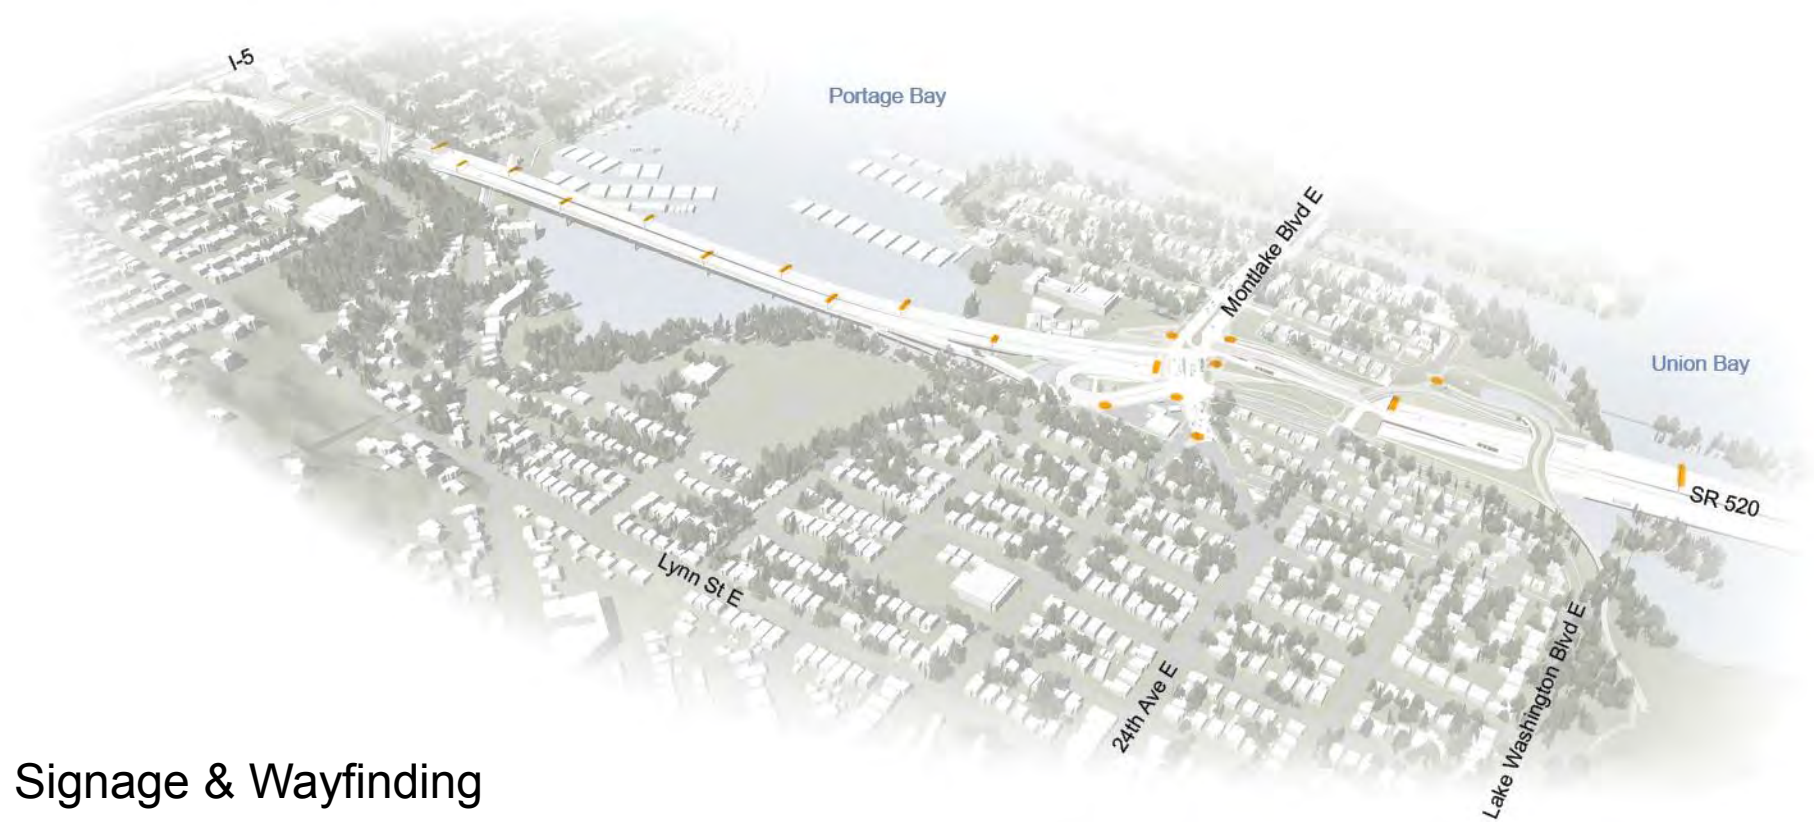 I-5
Portage Bay
Montlake Blvd E
Union Bay
SR 520
Lynn St E
24th Ave E
Lake Washington Blvd E
Signage & Wayfinding